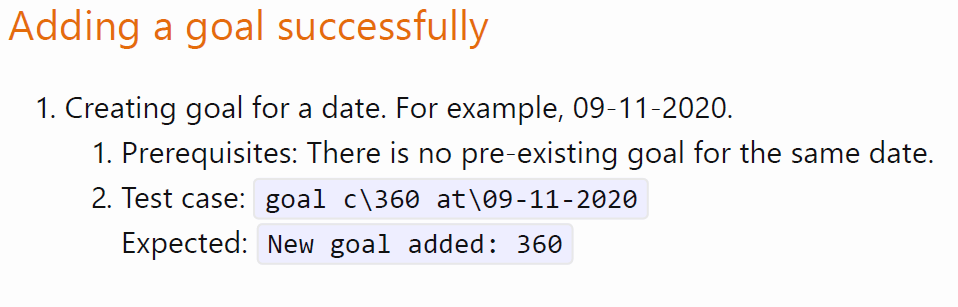 Adding a goal successfully
1. Creating goal for a date. For example, 09-11-2020.
1. Prerequisites: There is no pre-existing goal for the same date.
2. Test case: goal c\360 at\09-11-2020
Expected: New goal added: 360